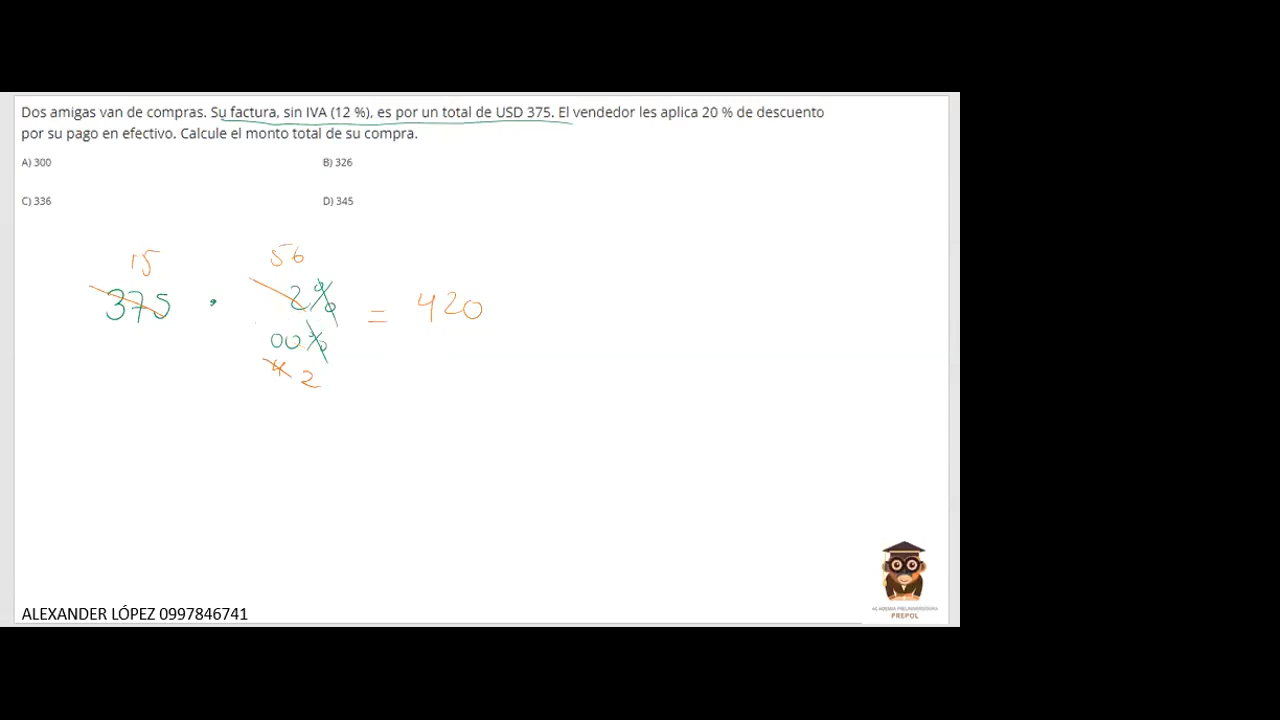 Dos amigas van de compras. Su factura, sin IVA (12 %), es por un total de USD 375. El vendedor les aplica 20 % de descuento
por su pago en efectivo. Calcule el monto total de su compra.
A) 300 B) 326
C) 336 D) 345
15 56
375 · 2% = 420
00%
4 2
ACADEMIA PREUNIVERSITARIA
PREPOL
ALEXANDER LÓPEZ 0997846741